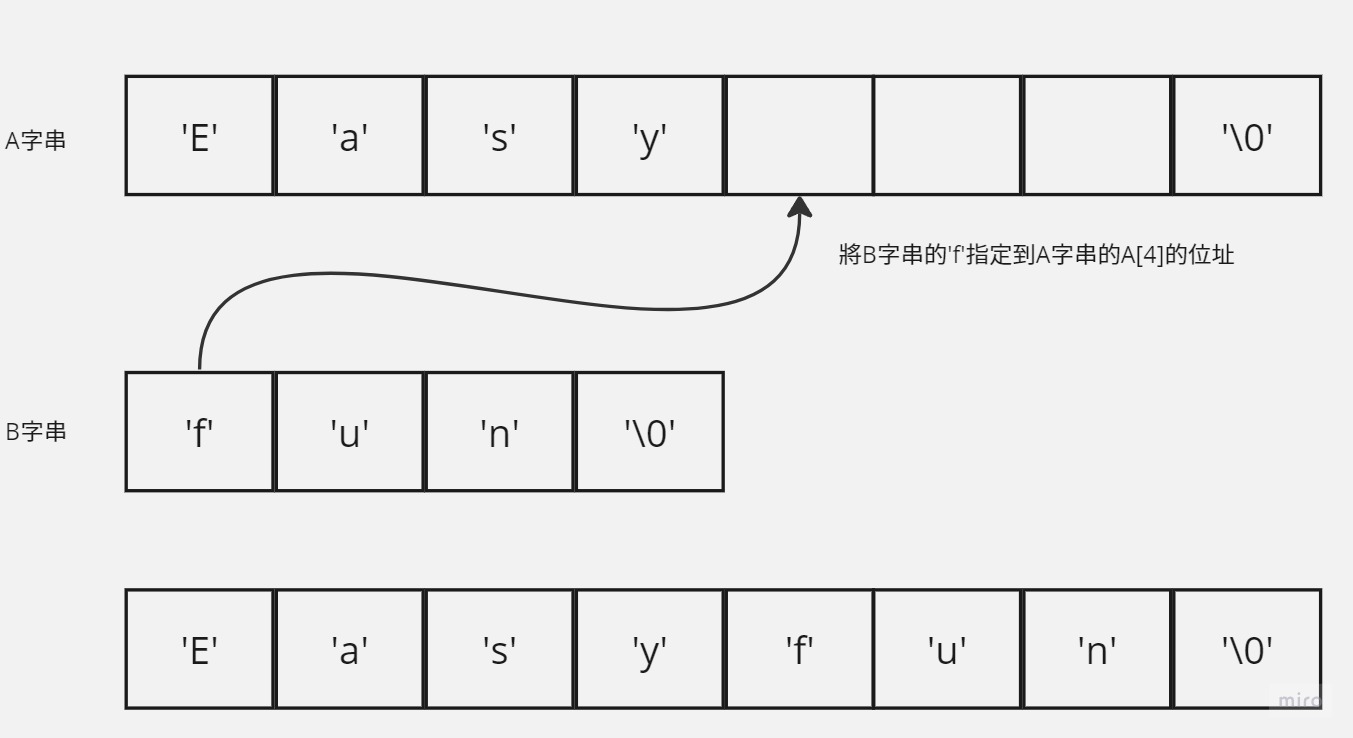 A字串 'E' 'a' 's' 'y' '\0'
將B字串的'f'指定到A字串的A[4]的位址
B字串 'f' 'u' 'n' '\0'
'E' 'a' 's' 'y' 'f' 'u' 'n' '\0'
miro